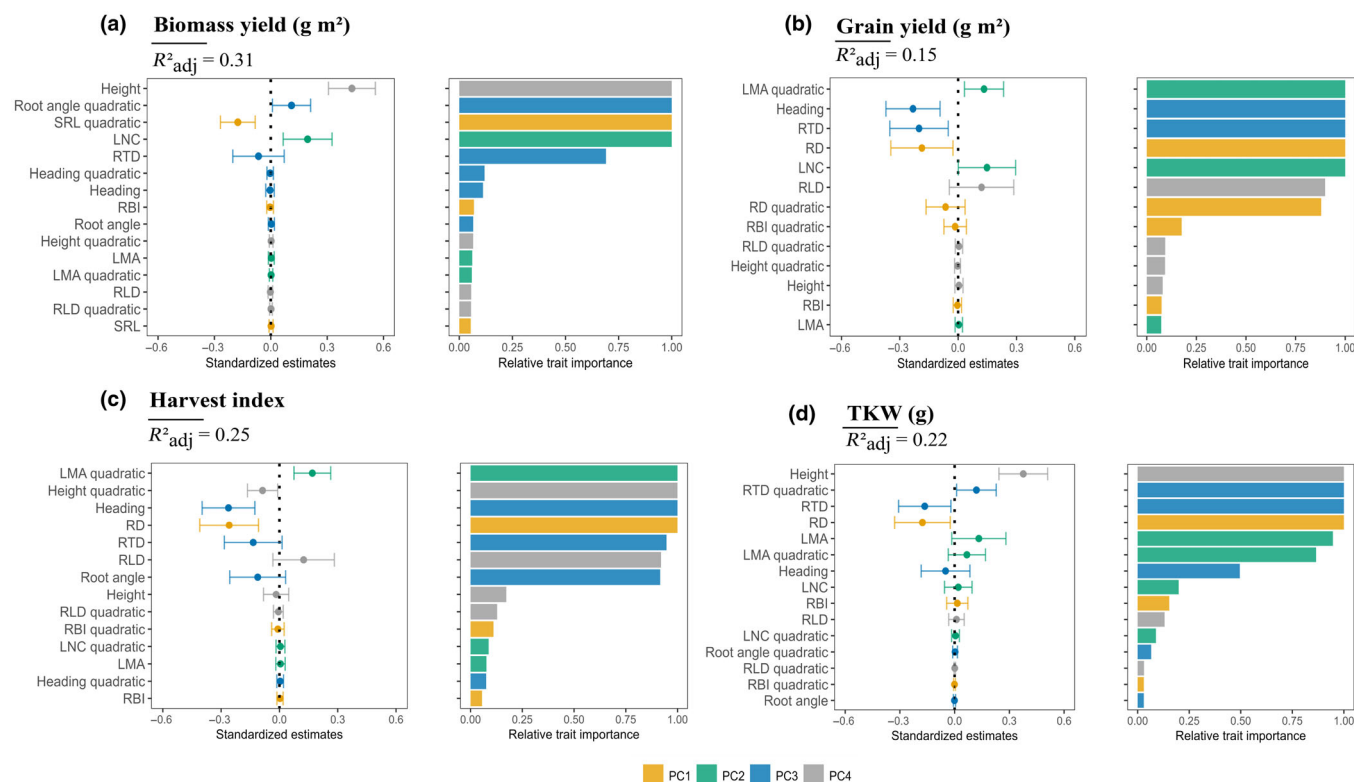 (a) Biomass yield (g m²)
R²adj = 0.31
Height
Root angle quadratic
SRL quadratic
LNC
RTD
Heading quadratic
Heading
RBI
Root angle
Height quadratic
LMA
LMA quadratic
RLD
RLD quadratic
SRL
−0.6 −0.3 0.0 0.3 0.6
Standardized estimates
0.00 0.25 0.50 0.75 1.00
Relative trait importance
(b) Grain yield (g m²)
R²adj = 0.15
LMA quadratic
Heading
RTD
RD
LNC
RLD
RD quadratic
RBI quadratic
RLD quadratic
Height quadratic
Height
RBI
LMA
−0.6 −0.3 0.0 0.3 0.6
Standardized estimates
0.00 0.25 0.50 0.75 1.00
Relative trait importance
(c) Harvest index
R²adj = 0.25
LMA quadratic
Height quadratic
Heading
RD
RTD
RLD
Root angle
Height
RLD quadratic
RBI quadratic
LNC quadratic
LMA
Heading quadratic
RBI
−0.6 −0.3 0.0 0.3 0.6
Standardized estimates
0.00 0.25 0.50 0.75 1.00
Relative trait importance
(d) TKW (g)
R²adj = 0.22
Height
RTD quadratic
RTD
RD
LMA
LMA quadratic
Heading
LNC
RBI
RLD
LNC quadratic
Root angle quadratic
RLD quadratic
RBI quadratic
Root angle
−0.6 −0.3 0.0 0.3 0.6
Standardized estimates
0.00 0.25 0.50 0.75 1.00
Relative trait importance
PC1 PC2 PC3 PC4